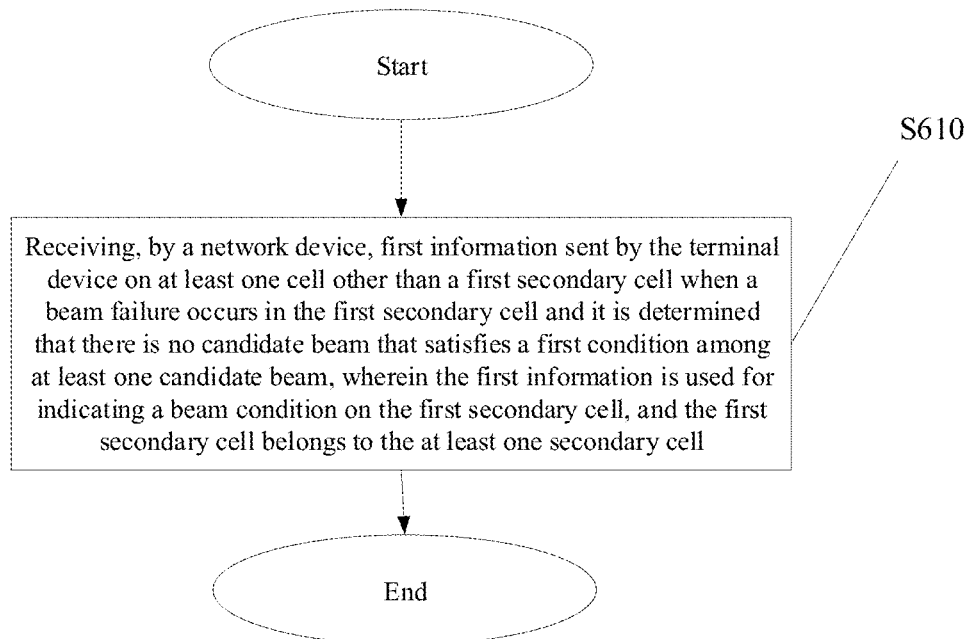 Start
S610
Receiving, by a network device, first information sent by the terminal
device on at least one cell other than a first secondary cell when a
beam failure occurs in the first secondary cell and it is determined
that there is no candidate beam that satisfies a first condition among
at least one candidate beam, wherein the first information is used for
indicating a beam condition on the first secondary cell, and the first
secondary cell belongs to the at least one secondary cell
End